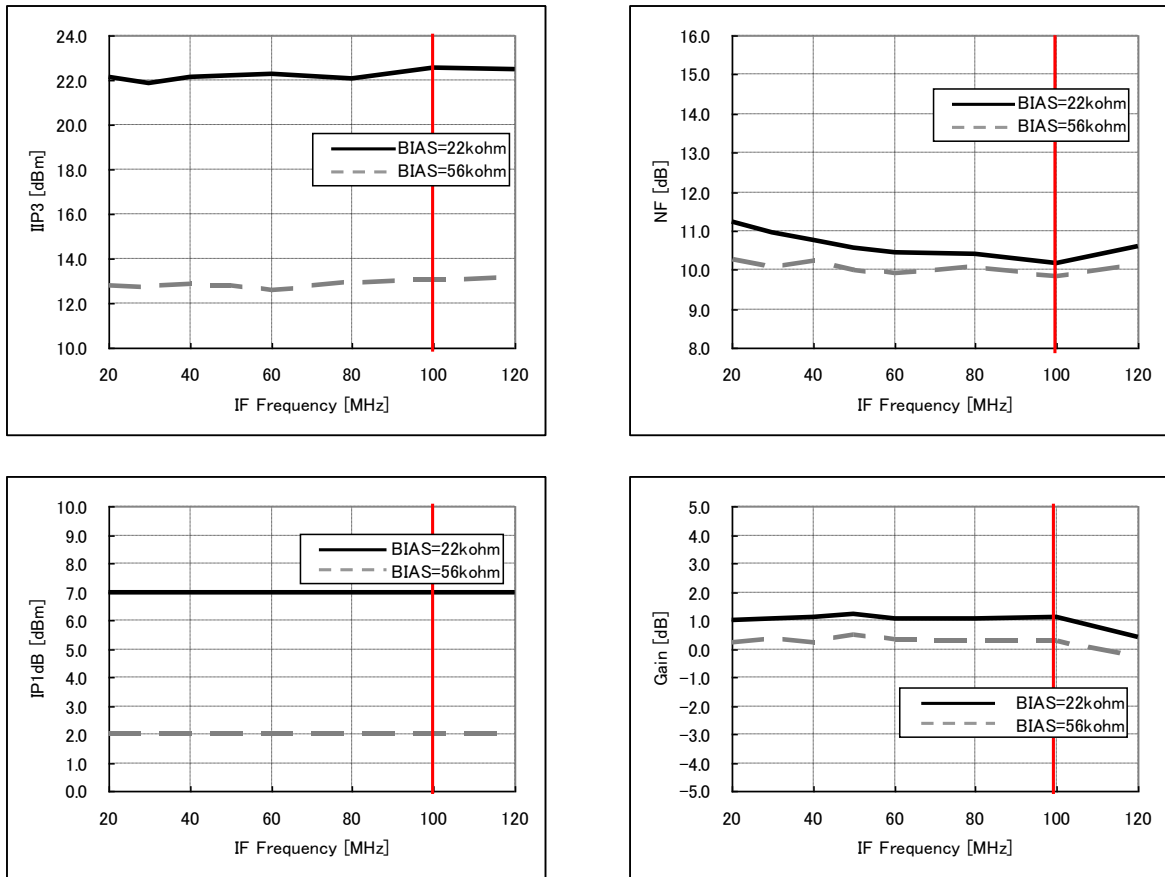 24.0
22.0
20.0
18.0
16.0
14.0
12.0
10.0
IIP3 [dBm]
BIAS=22kohm
BIAS=56kohm
20 40 60 80 100 120
IF Frequency [MHz]
16.0
15.0
14.0
13.0
12.0
11.0
10.0
9.0
8.0
NF [dB]
BIAS=22kohm
BIAS=56kohm
20 40 60 80 100 120
IF Frequency [MHz]
10.0
9.0
8.0
7.0
6.0
5.0
4.0
3.0
2.0
1.0
0.0
IP1dB [dBm]
BIAS=22kohm
BIAS=56kohm
20 40 60 80 100 120
IF Frequency [MHz]
5.0
4.0
3.0
2.0
1.0
0.0
-1.0
-2.0
-3.0
-4.0
-5.0
Gain [dB]
BIAS=22kohm
BIAS=56kohm
20 40 60 80 100 120
IF Frequency [MHz]